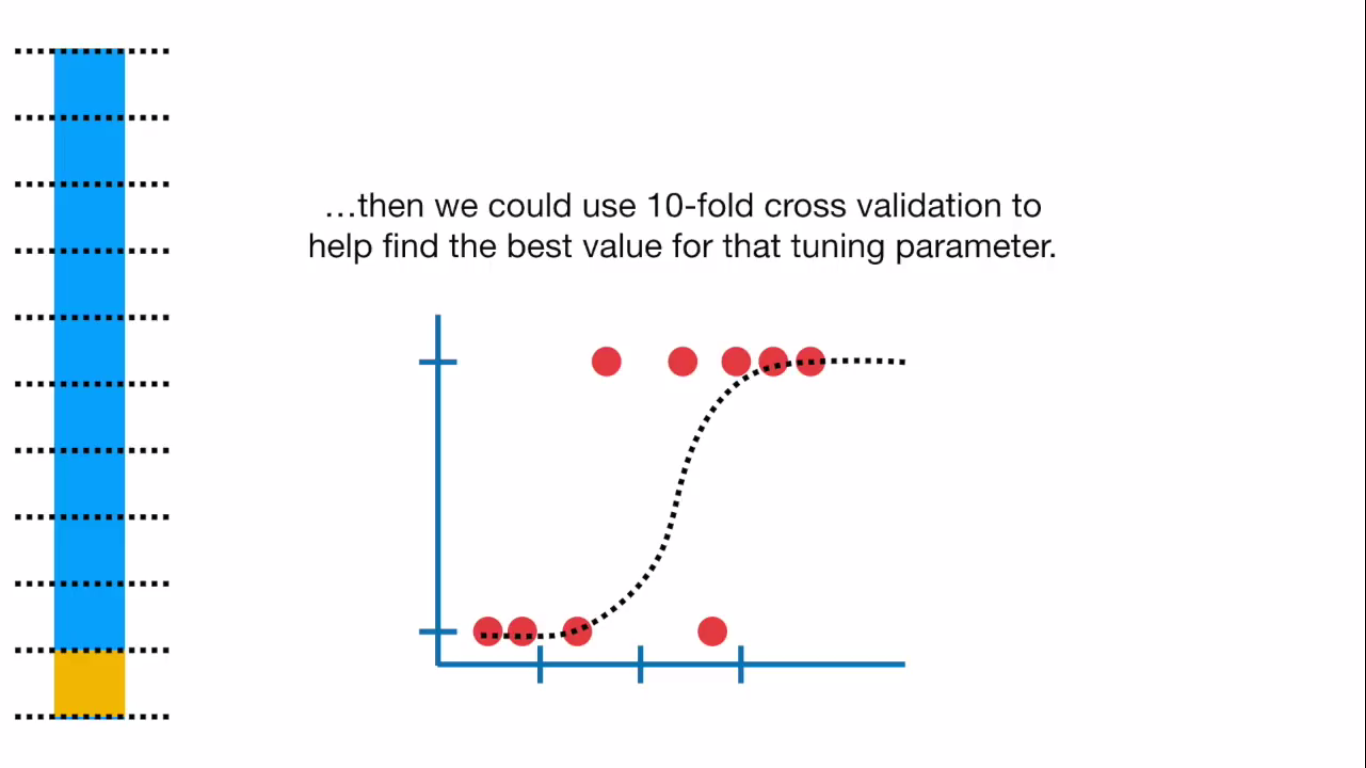 …then we could use 10-fold cross validation to
help find the best value for that tuning parameter.